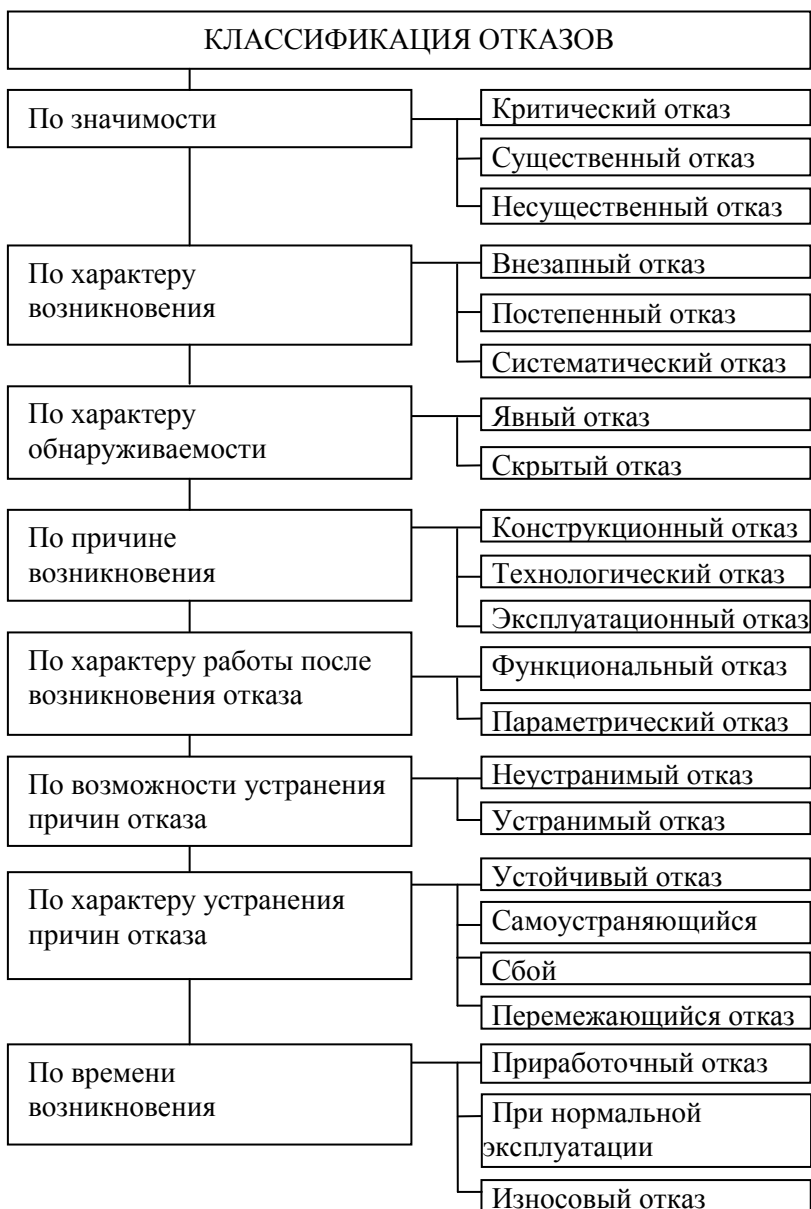 КЛАССИФИКАЦИЯ ОТКАЗОВ
По значимости
Критический отказ
Существенный отказ
Несущественный отказ
По характеру
возникновения
Внезапный отказ
Постепенный отказ
Систематический отказ
По характеру
обнаруживаемости
Явный отказ
Скрытый отказ
По причине
возникновения
Конструкционный отказ
Технологический отказ
Эксплуатационный отказ
По характеру работы после
возникновения отказа
Функциональный отказ
Параметрический отказ
По возможности устранения
причин отказа
Неустранимый отказ
Устранимый отказ
По характеру устранения
причин отказа
Устойчивый отказ
Самоустраняющийся
Сбой
Перемежающийся отказ
По времени
возникновения
Приработочный отказ
При нормальной
эксплуатации
Износовый отказ